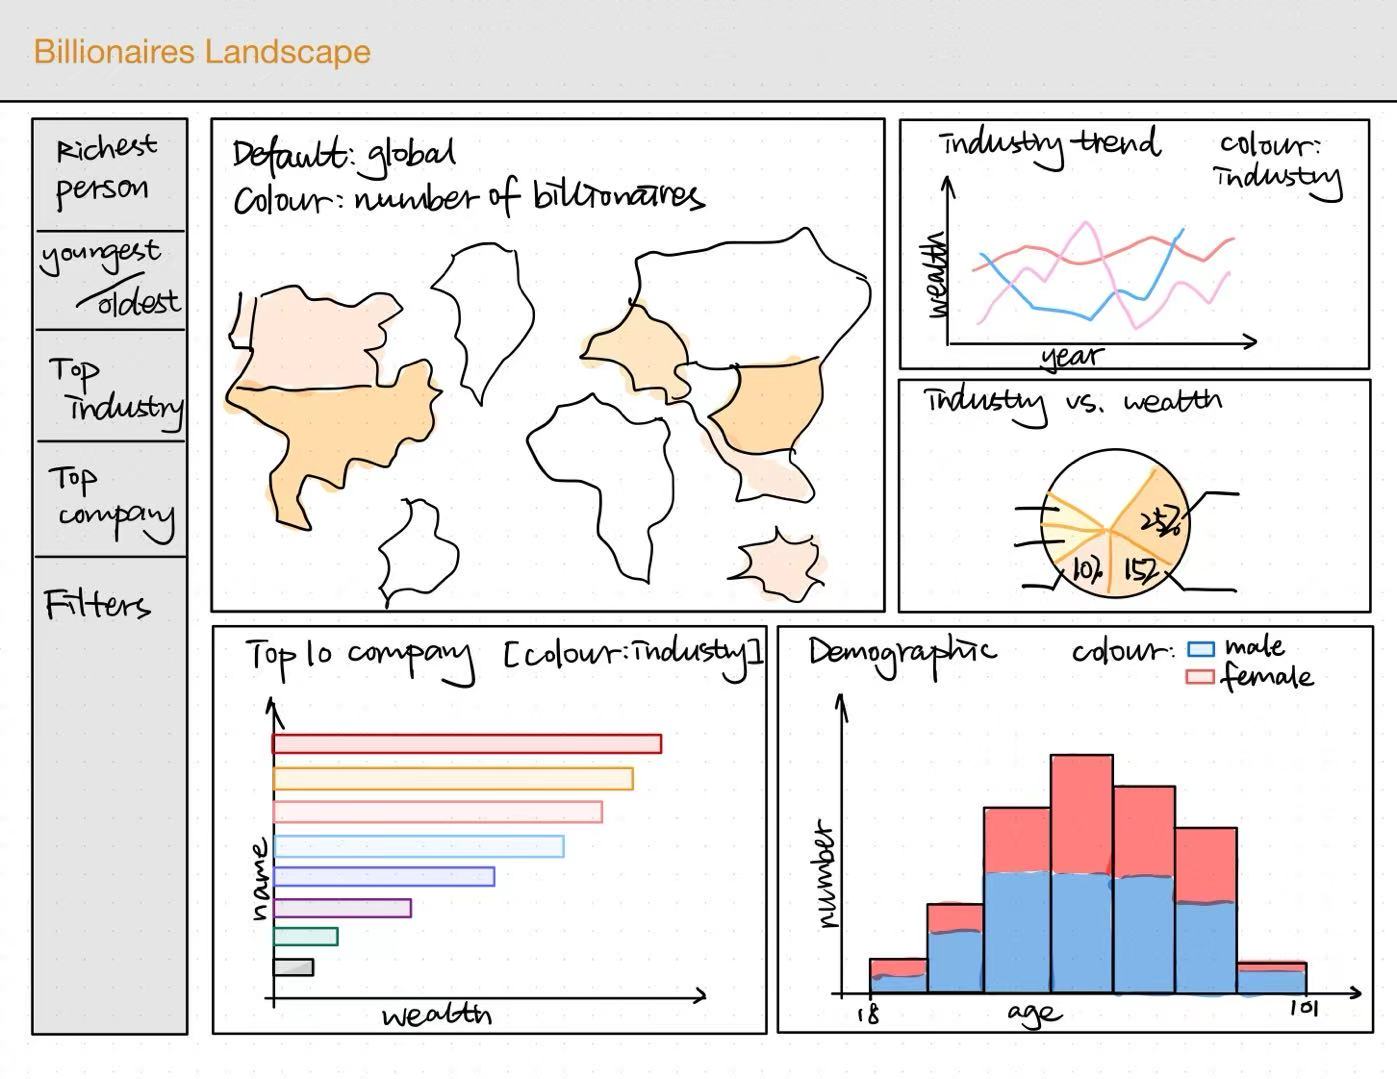 Billionaires Landscape
Richest
person
youngest
/oldest
Top
industry
Top
company
Filters
Default: global
Colour: number of billionaires
Industry trend
colour:
industry
wealth
year
Industry vs. wealth
25%
10%
15%
Top 10 company [colour: industry]
name
wealth
Demographic
colour:
male
female
number
18
age
101